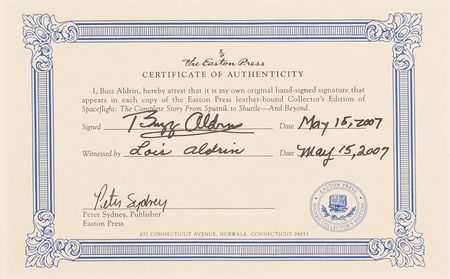 The Easton Press
CERTIFICATE OF AUTHENTICITY
I, Buzz Aldrin, hereby attest that it is my own original hand-signed signature that
appears in each copy of the Easton Press leather-bound Collector's Edition of
Spaceflight: The Complete Story From Sputnik to Shuttle—And Beyond.
Signed Buzz Aldrin Date May 15, 2007
Witnessed by Lois Aldrin Date May 15, 2007
Peter Sydney
Peter Sydney, Publisher
Easton Press
EASTON PRESS
677 CONNECTICUT AVENUE, NORWALK, CONNECTICUT 06857